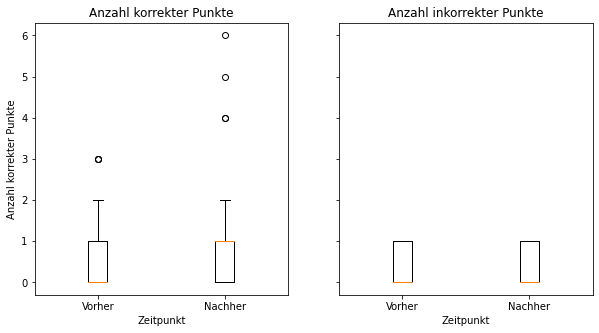 Anzahl korrekter Punkte
Anzahl inkorrekter Punkte
Anzahl korrekter Punkte
6
5
4
3
2
1
0
Vorher
Nachher
Zeitpunkt
Vorher
Nachher
Zeitpunkt